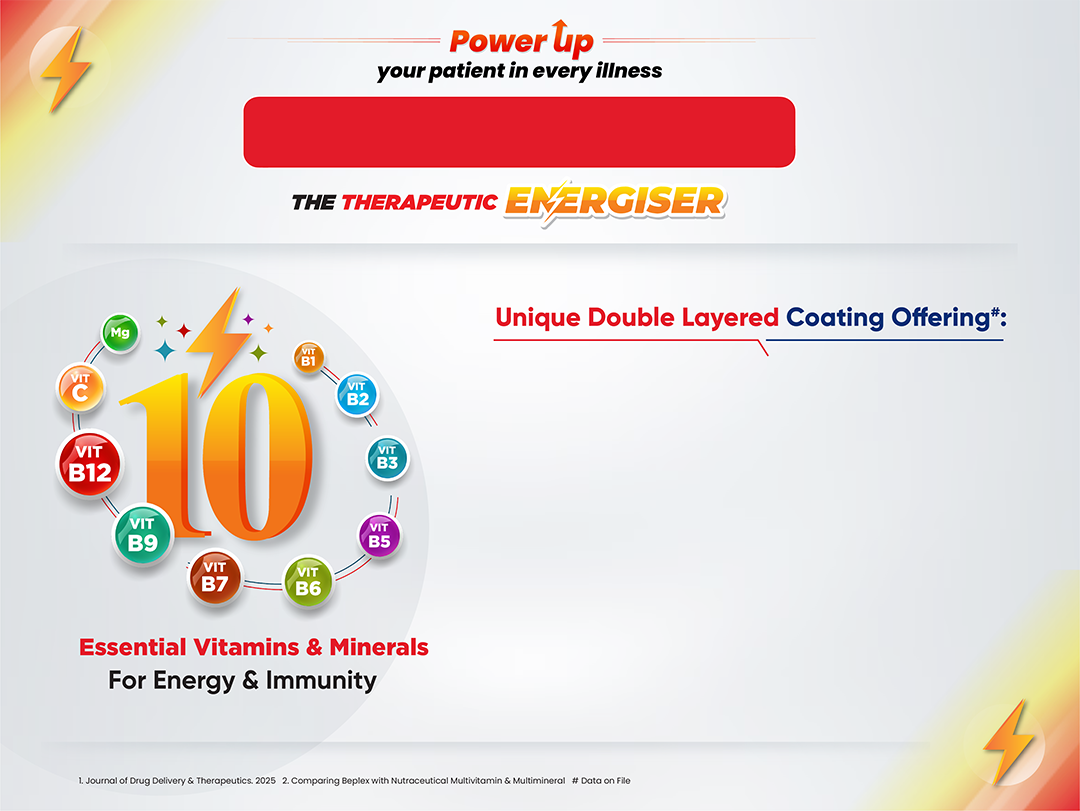 Power up
your patient in every illness
THE THERAPEUTIC ENERGISER
Unique Double Layered Coating Offering#:
10
Mg
VIT
C
VIT
B12
VIT
B9
VIT
B7
VIT
B6
VIT
B5
VIT
B3
VIT
B2
VIT
B1
Essential Vitamins & Minerals
For Energy & Immunity
1. Journal of Drug Delivery & Therapeutics. 2025 2. Comparing Beplex with Nutraceutical Multivitamin & Multimineral # Data on File